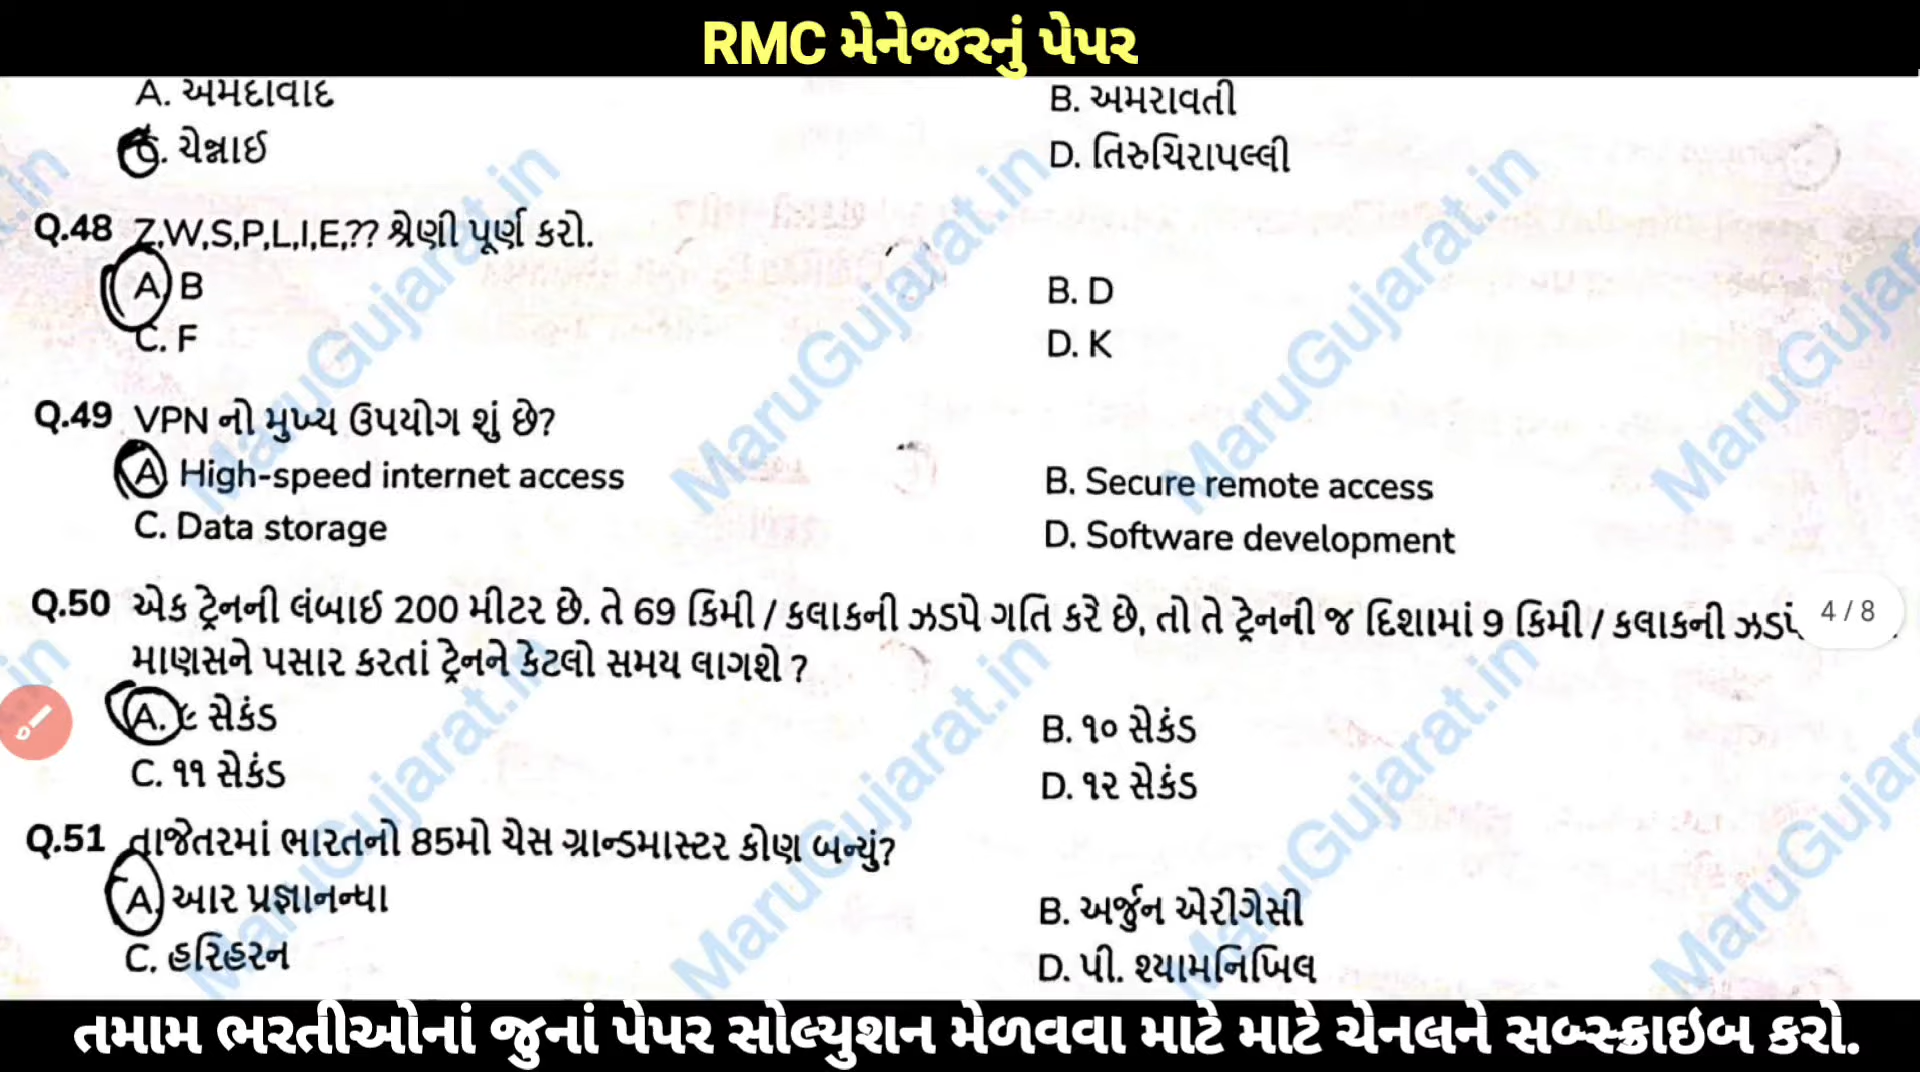 RMC મેનેજરનું પેપર
A. અમદાવાદ
B. અમરાવતી
C. ચેન્નાઈ
D. તિરુચિરાપલ્લી
Q.48 Z,W,S,P,L,I,E,?? શ્રેણી પૂર્ણ કરો.
A. B
B. D
C. F
D. K
Q.49 VPN નો મુખ્ય ઉપયોગ શું છે?
A. High-speed internet access
B. Secure remote access
C. Data storage
D. Software development
Q.50 એક ટ્રેનની લંબાઈ 200 મીટર છે. તે 69 કિમી / કલાકની ઝડપે ગતિ કરે છે, તો તે ટ્રેનની જ દિશામાં 9 કિમી / કલાકની
4 / 8
માણસને પસાર કરતાં ટ્રેનને કેટલો સમય લાગશે ?
A. ૯ સેકંડ
B. ૧૦ સેકંડ
C. ૧૧ સેકંડ
D. ૧૨ સેકંડ
Q.51 તાજેતરમાં ભારતનો 85મો ચેસ ગ્રાન્ડમાસ્ટર કોણ બન્યું?
A. આર પ્રજ્ઞાનન્ધા
B. અર્જુન એરીગેસી
C. હરિહરન
D. પી. શ્યામનિખિલ
MaruGujarat.in
તમામ ભરતીઓનાં જુનાં પેપર સોલ્યુશન મેળવવા માટે માટે ચેનલને સબ્સ્ક્રાઇબ કરો.